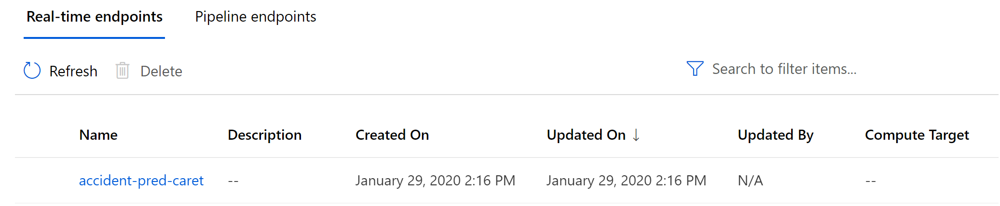 Real-time endpoints Pipeline endpoints
Refresh Delete Search to filter items...
Name Description Created On Updated On ↓ Updated By Compute Target
accident-pred-caret -- January 29, 2020 2:16 PM January 29, 2020 2:16 PM N/A --